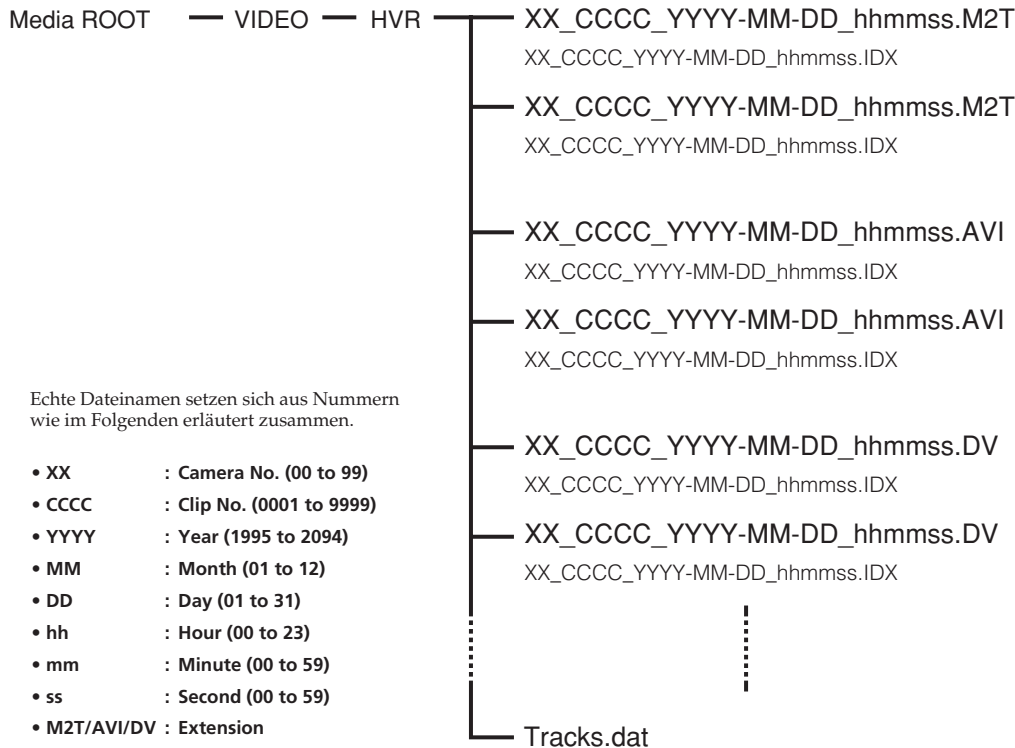 Media ROOT VIDEO HVR XX_CCCC_YYYY-MM-DD_hhmmss.M2T
XX_CCCC_YYYY-MM-DD_hhmmss.IDX
XX_CCCC_YYYY-MM-DD_hhmmss.M2T
XX_CCCC_YYYY-MM-DD_hhmmss.IDX
XX_CCCC_YYYY-MM-DD_hhmmss.AVI
XX_CCCC_YYYY-MM-DD_hhmmss.IDX
XX_CCCC_YYYY-MM-DD_hhmmss.AVI
XX_CCCC_YYYY-MM-DD_hhmmss.IDX
XX_CCCC_YYYY-MM-DD_hhmmss.DV
XX_CCCC_YYYY-MM-DD_hhmmss.IDX
XX_CCCC_YYYY-MM-DD_hhmmss.DV
XX_CCCC_YYYY-MM-DD_hhmmss.IDX
Tracks.dat
Echte Dateinamen setzen sich aus Nummern
wie im Folgenden erläutert zusammen.
• XX : Camera No. (00 to 99)
• CCCC : Clip No. (0001 to 9999)
• YYYY : Year (1995 to 2094)
• MM : Month (01 to 12)
• DD : Day (01 to 31)
• hh : Hour (00 to 23)
• mm : Minute (00 to 59)
• ss : Second (00 to 59)
• M2T/AVI/DV : Extension